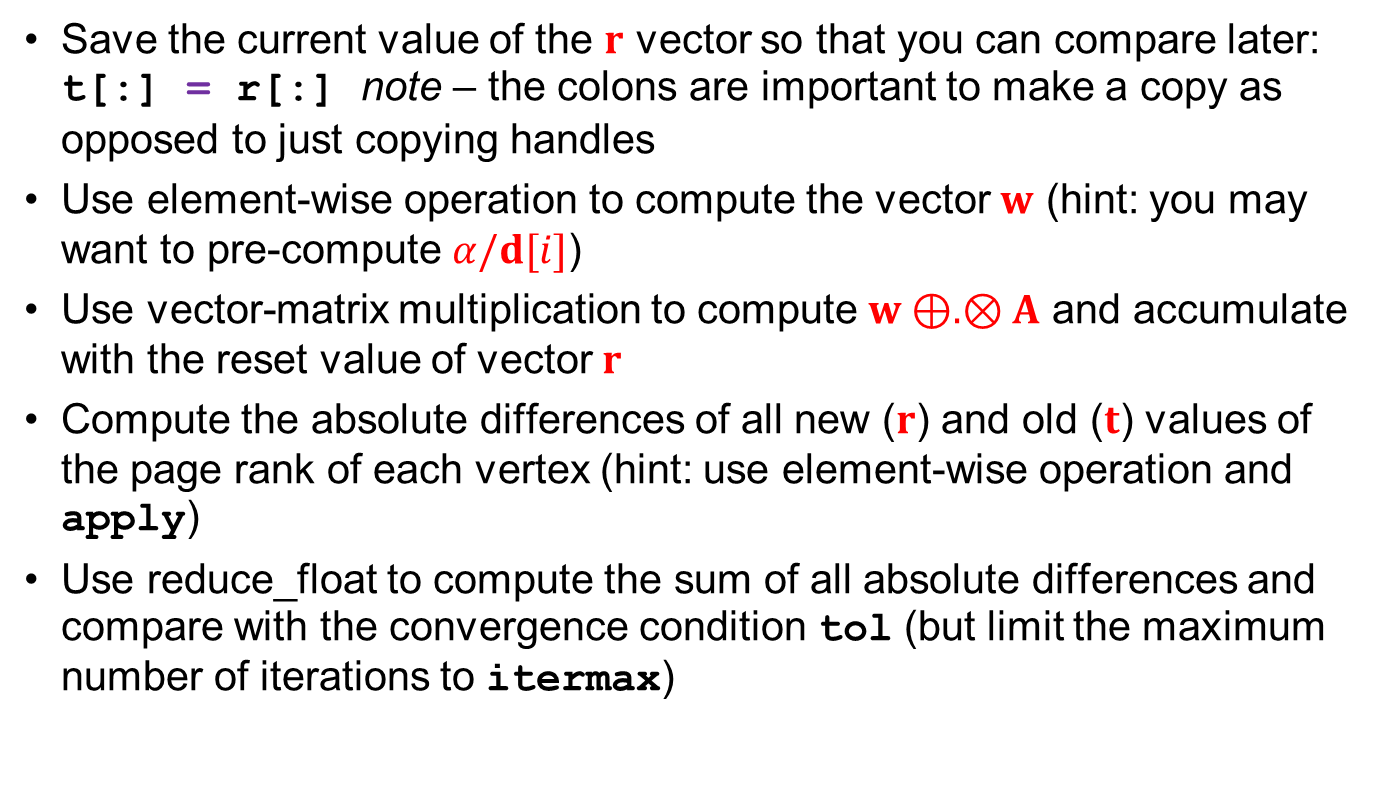 • Save the current value of the r vector so that you can compare later:
t[:] = r[:] note – the colons are important to make a copy as
opposed to just copying handles
• Use element-wise operation to compute the vector w (hint: you may
want to pre-compute α/d[i])
• Use vector-matrix multiplication to compute w ⊕.⊗ A and accumulate
with the reset value of vector r
• Compute the absolute differences of all new (r) and old (t) values of
the page rank of each vertex (hint: use element-wise operation and
apply)
• Use reduce_float to compute the sum of all absolute differences and
compare with the convergence condition tol (but limit the maximum
number of iterations to itermax)